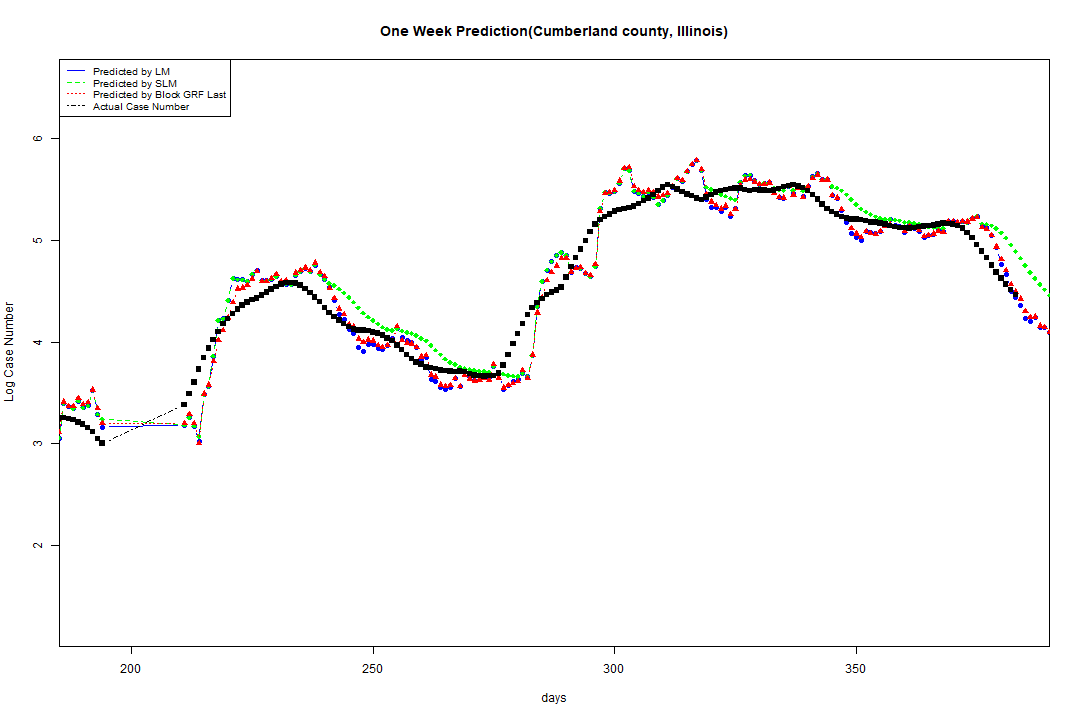 One Week Prediction(Cumberland county, Illinois)
Predicted by LM
Predicted by SLM
Predicted by Block GRF Last
Actual Case Number
6
5
4
3
2
Log Case Number
200
250
300
350
days